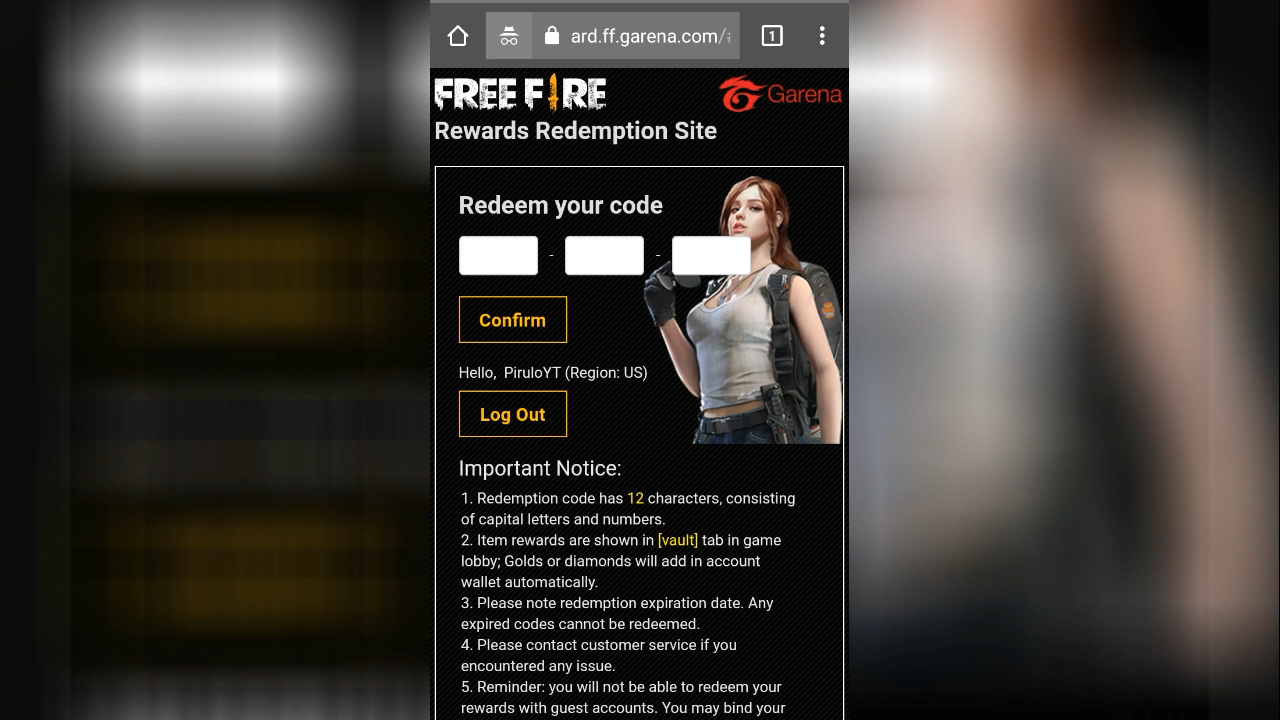 ard.ff.garena.com/
1
FREE FIRE
Garena
Rewards Redemption Site
Redeem your code
- -
Confirm
Hello, PiruloYT (Region: US)
Log Out
Important Notice:
1. Redemption code has 12 characters, consisting
of capital letters and numbers.
2. Item rewards are shown in [vault] tab in game
lobby; Golds or diamonds will add in account
wallet automatically.
3. Please note redemption expiration date. Any
expired codes cannot be redeemed.
4. Please contact customer service if you
encountered any issue.
5. Reminder: you will not be able to redeem your
rewards with guest accounts. You may bind your